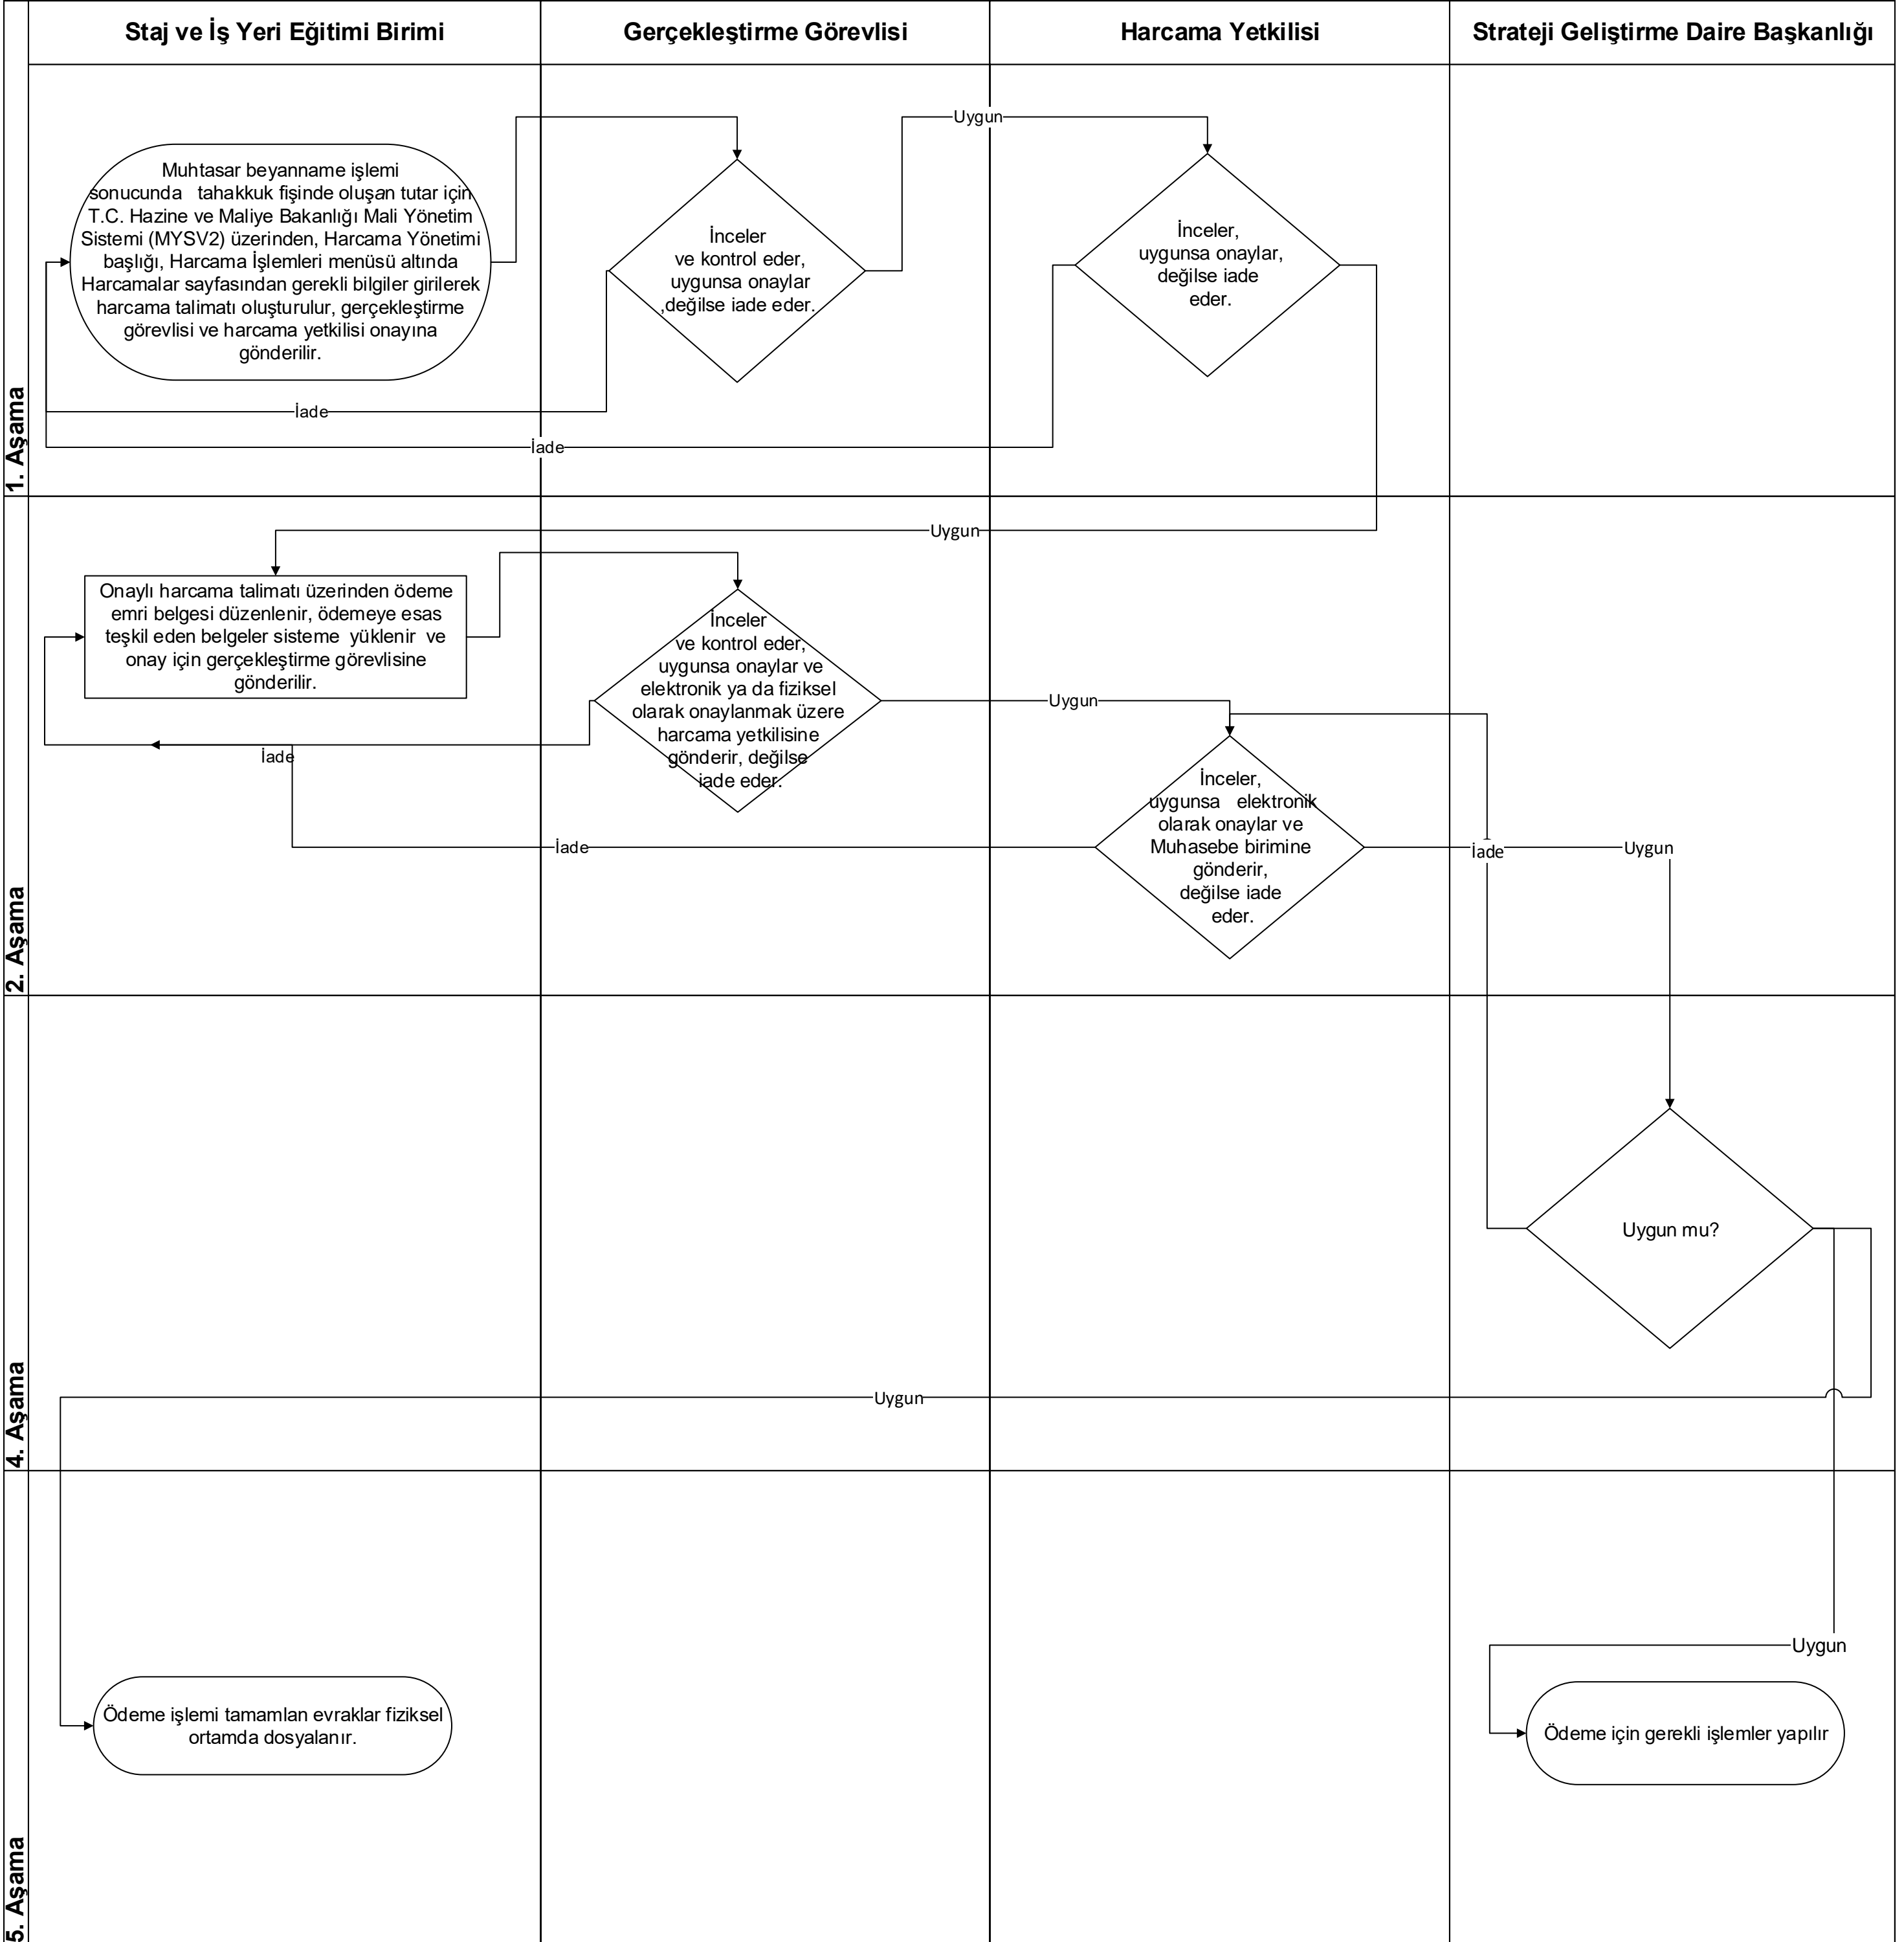 Staj ve İş Yeri Eğitimi Birimi
Gerçekleştirme Görevlisi
Harcama Yetkilisi
Strateji Geliştirme Daire Başkanlığı
1. Aşama
Muhtasar beyanname işlemi
sonucunda tahakkuk fişinde oluşan tutar için
T.C. Hazine ve Maliye Bakanlığı Mali Yönetim
Sistemi (MYSV2) üzerinden, Harcama Yönetimi
başlığı, Harcama İşlemleri menüsü altında
Harcamalar sayfasından gerekli bilgiler girilerek
harcama talimatı oluşturulur, gerçekleştirme
görevlisi ve harcama yetkilisi onayına
gönderilir.
İnceler
ve kontrol eder,
uygunsa onaylar
,değilse iade eder.
Uygun
İnceler,
uygunsa onaylar,
değilse iade
eder.
İade
İade
2. Aşama
Uygun
Onaylı harcama talimatı üzerinden ödeme
emri belgesi düzenlenir, ödemeye esas
teşkil eden belgeler sisteme yüklenir ve
onay için gerçekleştirme görevlisine
gönderilir.
İnceler
ve kontrol eder,
uygunsa onaylar ve
elektronik ya da fiziksel
olarak onaylanmak üzere
harcama yetkilisine
gönderir, değilse
iade eder.
Uygun
İade
İnceler,
uygunsa elektronik
olarak onaylar ve
Muhasebe birimine
gönderir,
değilse iade
eder.
İade
İade
Uygun
4. Aşama
Uygun mu?
Uygun
5. Aşama
Uygun
Ödeme işlemi tamamlan evraklar fiziksel
ortamda dosyalanır.
Ödeme için gerekli işlemler yapılır